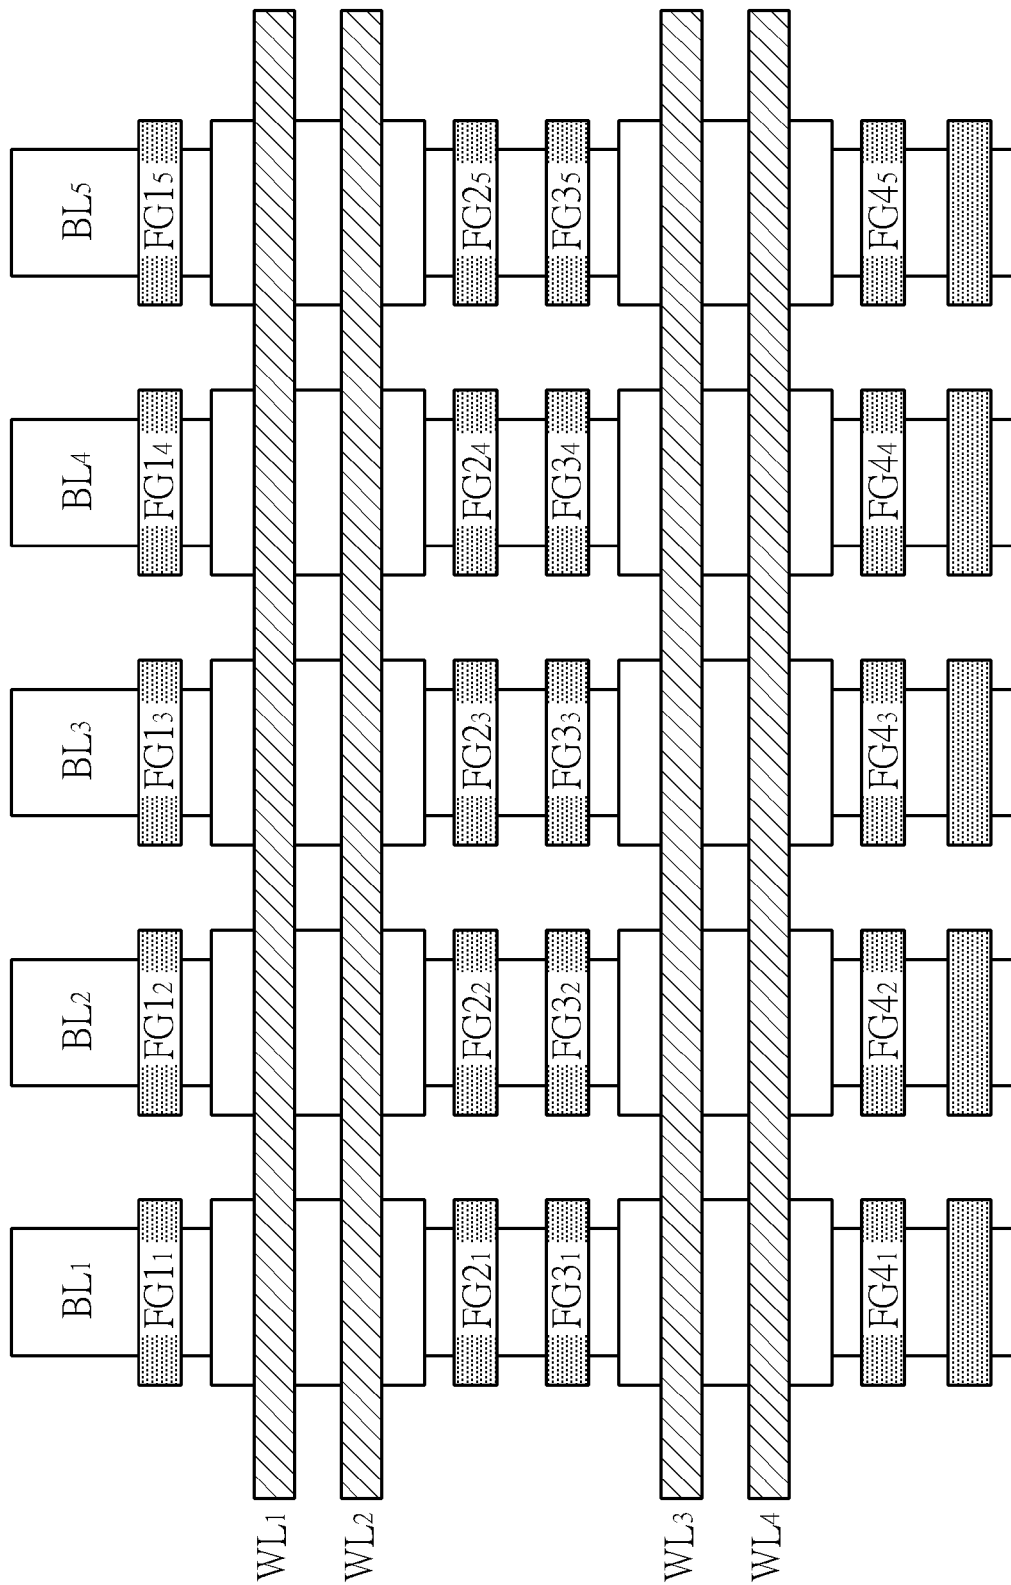 BL₁ BL₂ BL₃ BL₄ BL₅
FG1₁ FG1₂ FG1₃ FG1₄ FG1₅
WL₁
WL₂
FG2₁ FG2₂ FG2₃ FG2₄ FG2₅
FG3₁ FG3₂ FG3₃ FG3₄ FG3₅
WL₃
WL₄
FG4₁ FG4₂ FG4₃ FG4₄ FG4₅